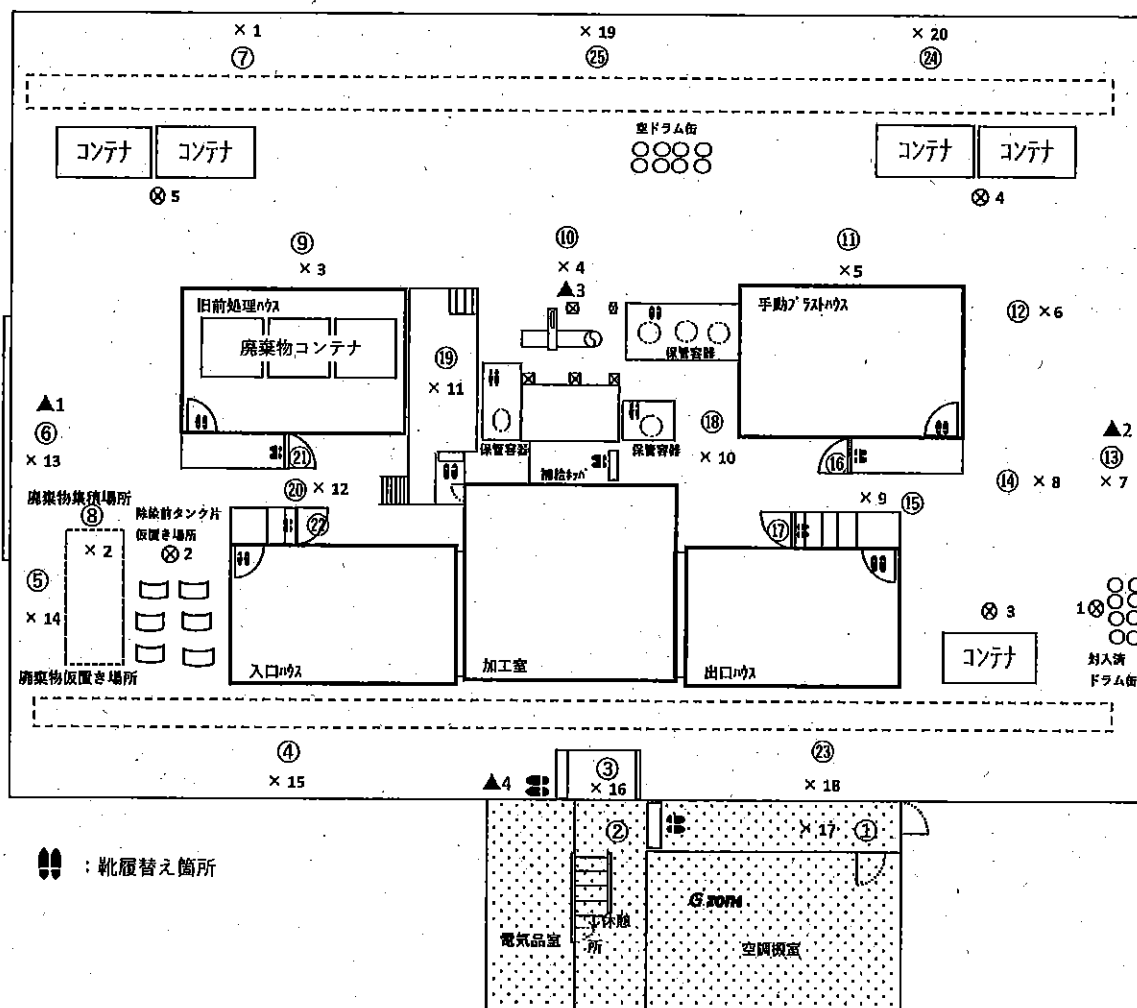 × 1
× 19
× 20
⑦
㉕
㉔
コンテナ
コンテナ
空ドラム缶
コンテナ
コンテナ
⊗ 5
⊗ 4
⑨
⑩
⑪
× 3
× 4
×5
▲3
旧前処理ハウス
手動ブラストハウス
⑫ ×6
廃棄物コンテナ
保管容器
⑲
× 11
▲1
▲2
⑥
⑱
⑬
× 13
× 10
保管容器
保管容器
㉑
⑯
⑭ × 8
× 7
⑳ × 12
補給ホッパ
× 9 ⑮
廃棄物集積場所
⑧
除染前タンク片
仮置き場所
㉒
⑰
× 2
⊗2
⑤
× 14
⊗ 3
1⊗
コンテナ
封入済
ドラム缶
廃棄物仮置き場所
入口ハウス
加工室
出口ハウス
④
③
㉓
× 15
▲4
× 16
× 18
②
×17
①
：靴履替え箇所
G zone
休憩
所
電気品室
空調機室